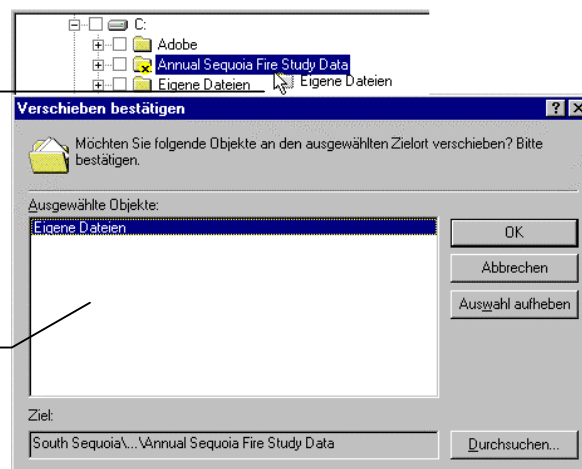 C:
Adobe
Annual Sequoia Fire Study Data
Eigene Dateien Eigene Dateien
Verschieben bestätigen
Möchten Sie folgende Objekte an den ausgewählten Zielort verschieben? Bitte
bestätigen.
Ausgewählte Objekte:
Eigene Dateien
OK
Abbrechen
Auswahl aufheben
Ziel:
South Sequoia\...\Annual Sequoia Fire Study Data
Durchsuchen...